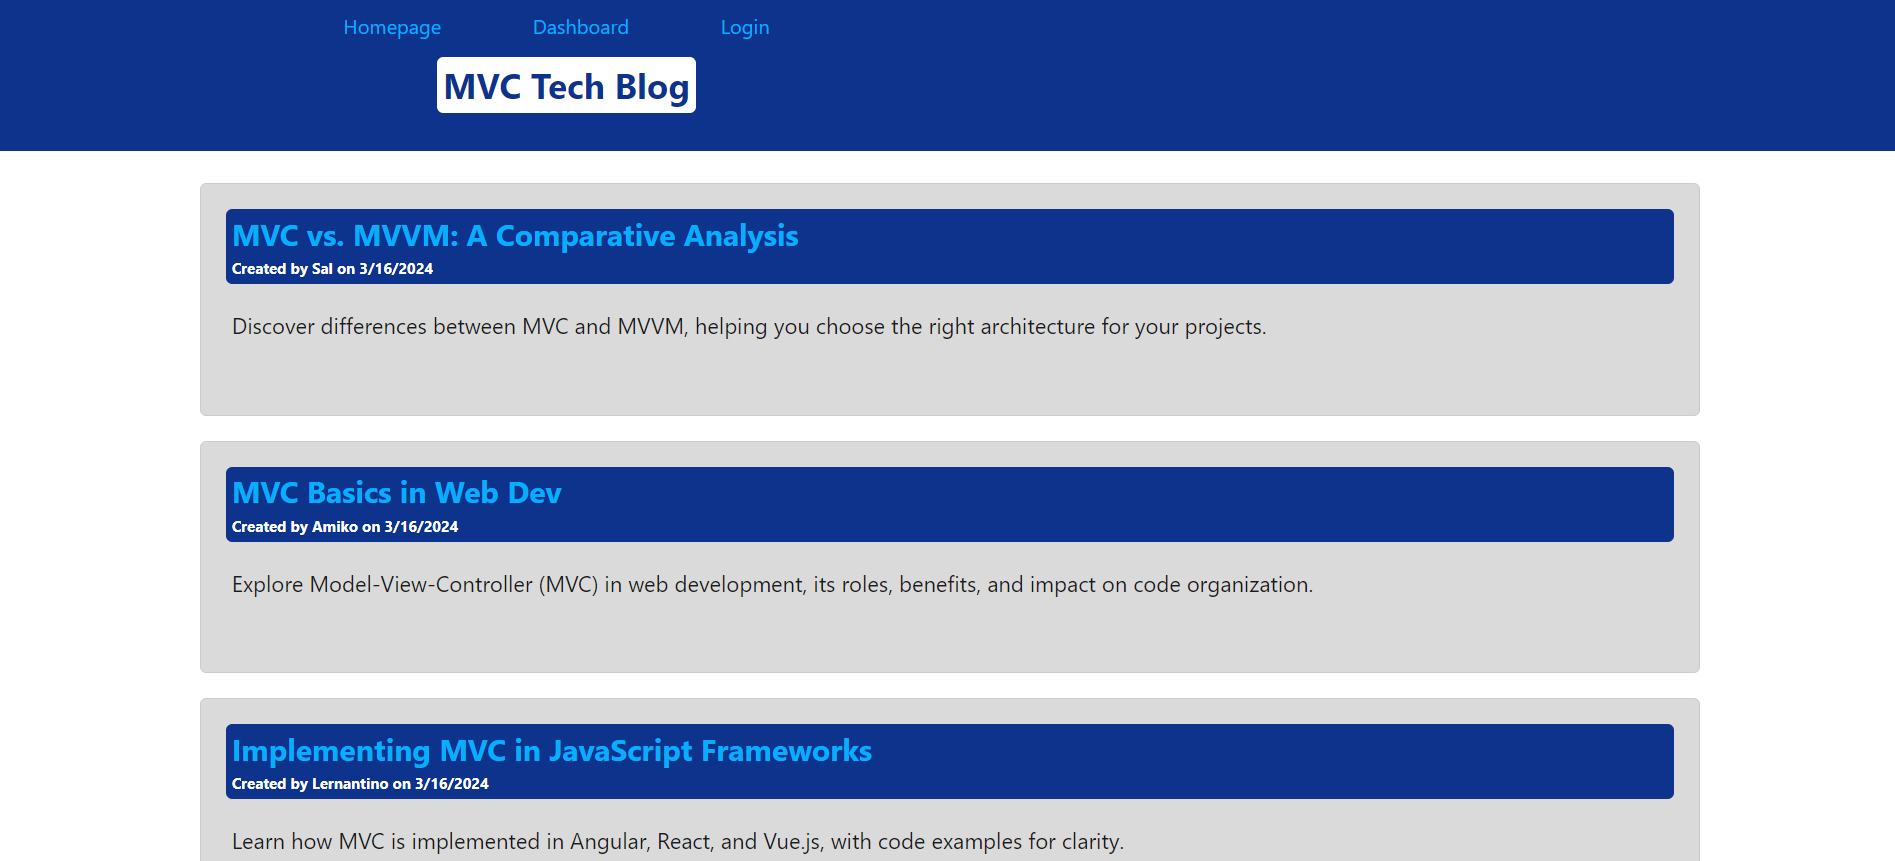 Homepage Dashboard Login
MVC Tech Blog
MVC vs. MVVM: A Comparative Analysis
Created by Sal on 3/16/2024
Discover differences between MVC and MVVM, helping you choose the right architecture for your projects.
MVC Basics in Web Dev
Created by Amiko on 3/16/2024
Explore Model-View-Controller (MVC) in web development, its roles, benefits, and impact on code organization.
Implementing MVC in JavaScript Frameworks
Created by Lernantino on 3/16/2024
Learn how MVC is implemented in Angular, React, and Vue.js, with code examples for clarity.